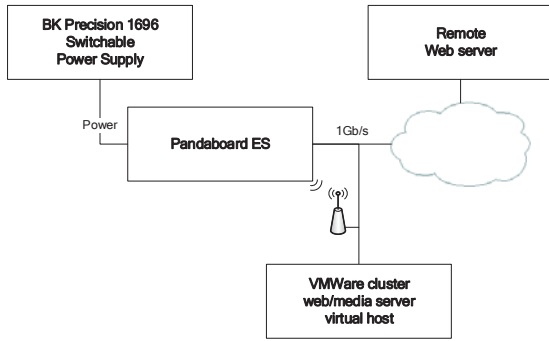 BK Precision 1696
Switchable
Power Supply
Remote
Web server
Power
Pandaboard ES
1Gb/s
VMWare cluster
web/media server
virtual host